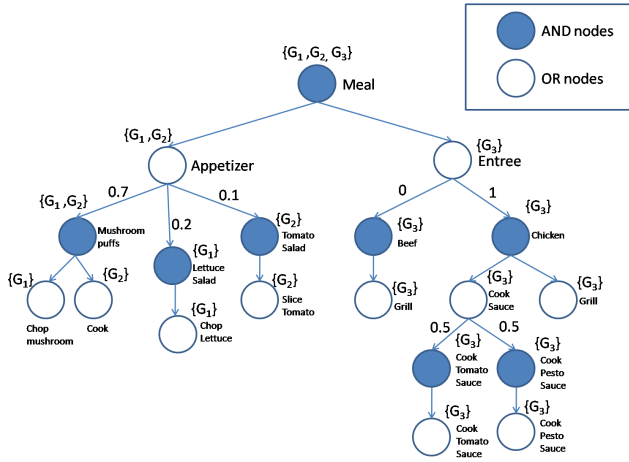 AND nodes
OR nodes
{G1 ,G2, G3}
Meal
{G1 ,G2}
Appetizer
{G3}
Entree
0.7
0.2
0.1
0
1
{G1 ,G2}
Mushroom
puffs
{G1}
Lettuce
Salad
{G2}
Tomato
Salad
{G3}
Beef
{G3}
Chicken
{G1}
Chop
mushroom
{G2}
Cook
{G1}
Chop
Lettuce
{G2}
Slice
Tomato
{G3}
Grill
{G3}
Cook
Sauce
{G3}
Grill
0.5
0.5
{G3}
Cook
Tomato
Sauce
{G3}
Cook
Pesto
Sauce
{G3}
Cook
Tomato
Sauce
{G3}
Cook
Pesto
Sauce